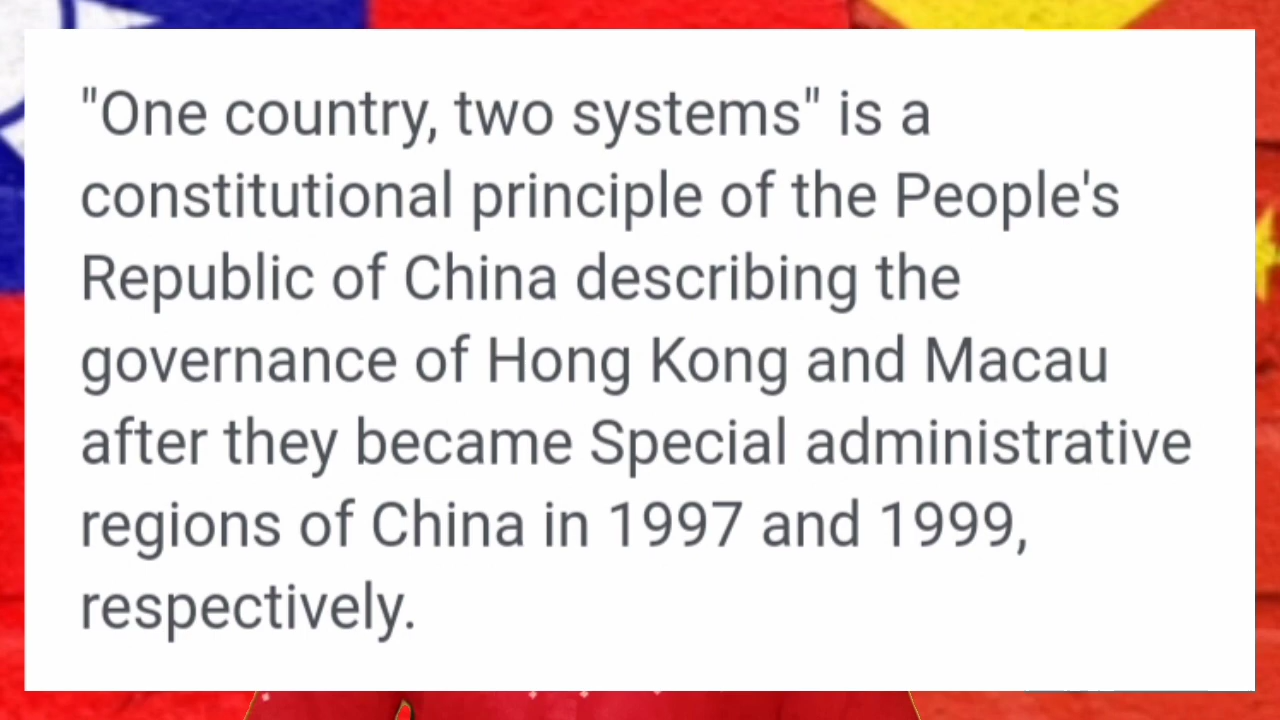 "One country, two systems" is a
constitutional principle of the People's
Republic of China describing the
governance of Hong Kong and Macau
after they became Special administrative
regions of China in 1997 and 1999,
respectively.